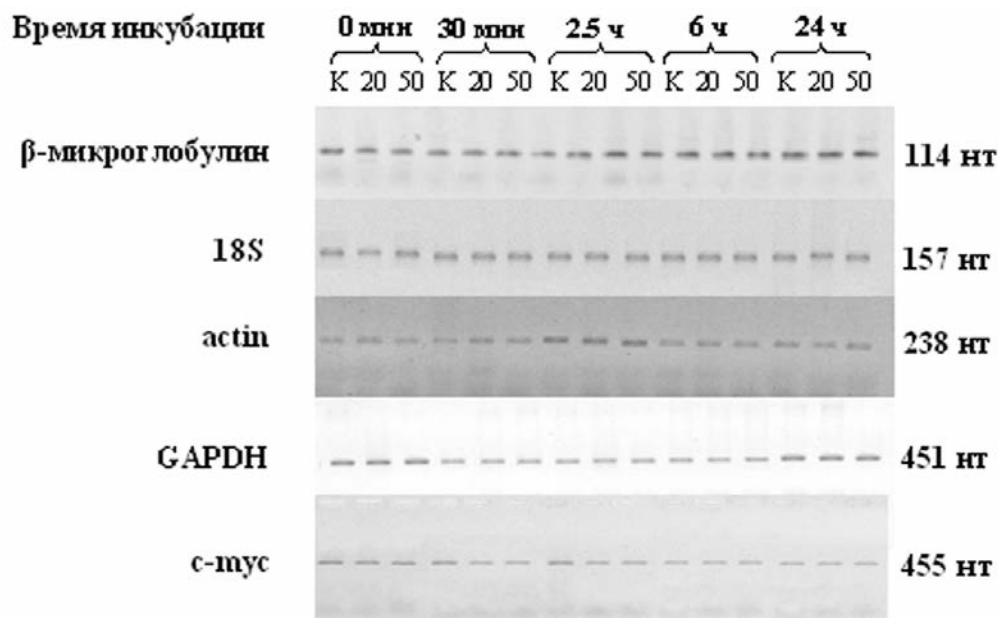 Время инкубации 0 мин 30 мин 2.5 ч 6 ч 24 ч
К 20 50 К 20 50 К 20 50 К 20 50 К 20 50
β-микроглобулин 114 нт
18S 157 нт
actin 238 нт
GAPDH 451 нт
c-myc 455 нт